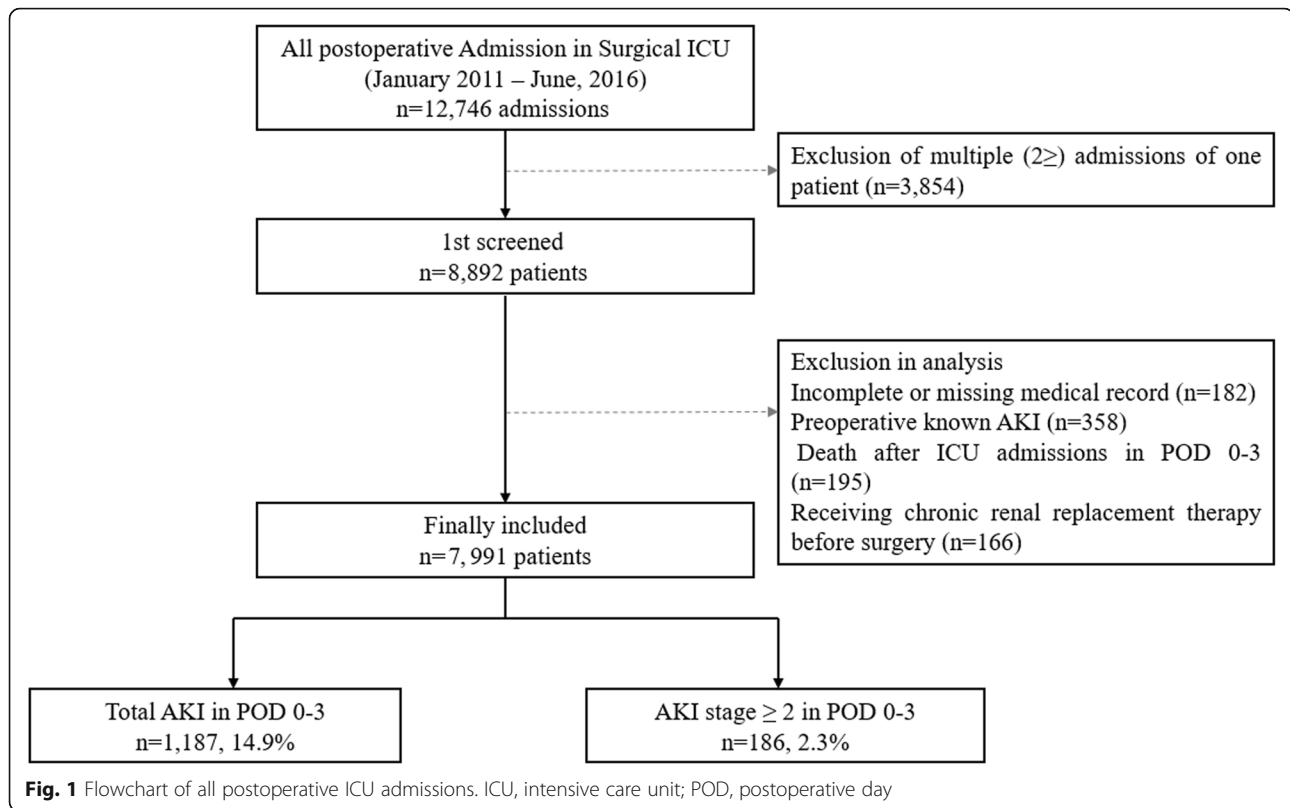 All postoperative Admission in Surgical ICU
(January 2011 – June, 2016)
n=12,746 admissions
Exclusion of multiple (2≥) admissions of one
patient (n=3,854)
1st screened
n=8,892 patients
Exclusion in analysis
Incomplete or missing medical record (n=182)
Preoperative known AKI (n=358)
Death after ICU admissions in POD 0-3
(n=195)
Receiving chronic renal replacement therapy
before surgery (n=166)
Finally included
n=7,991 patients
Total AKI in POD 0-3
n=1,187, 14.9%
AKI stage ≥ 2 in POD 0-3
n=186, 2.3%
Fig. 1 Flowchart of all postoperative ICU admissions. ICU, intensive care unit; POD, postoperative day